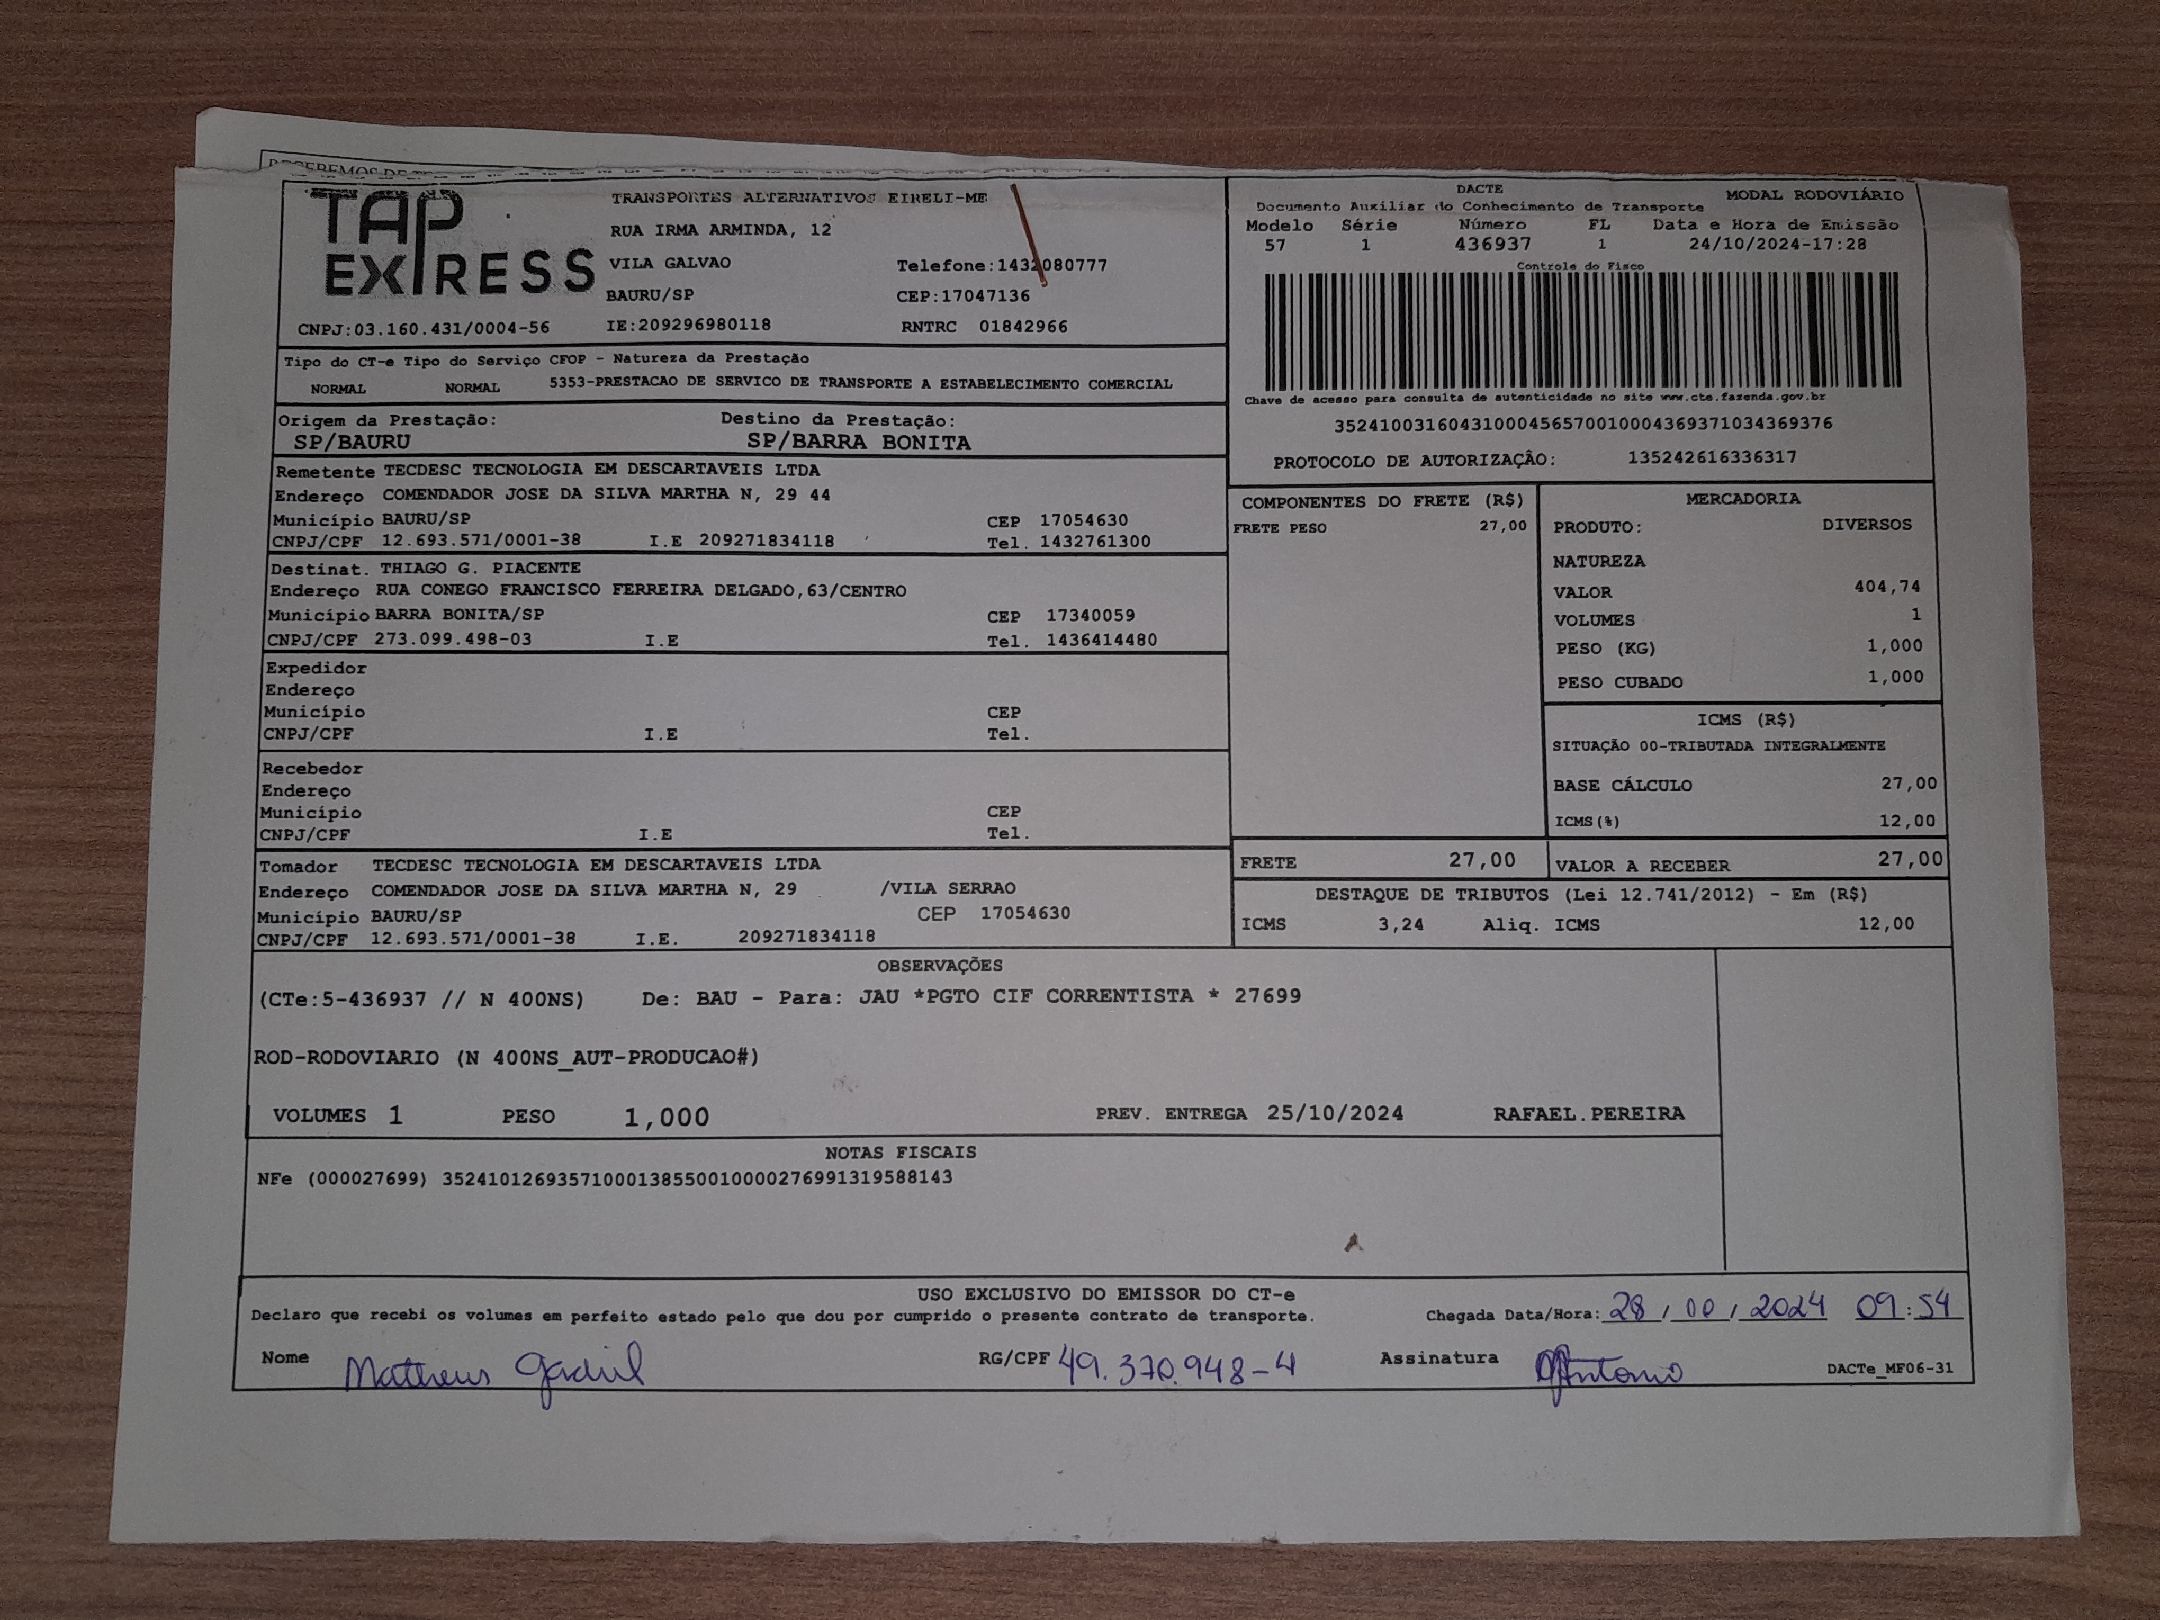 RECEBEMOS DE
TAP EXPRESS
TRANSPORTES ALTERNATIVOS EIRELI-ME
RUA IRMA ARMINDA, 12
VILA GALVAO Telefone:1432080777
BAURU/SP CEP:17047136
CNPJ:03.160.431/0004-56 IE:209296980118 RNTRC 01842966
DACTE MODAL RODOVIÁRIO
Documento Auxiliar do Conhecimento de Transporte
Modelo Série Número FL Data e Hora de Emissão
57 1 436937 1 24/10/2024-17:28
Controle do Fisco
Chave de acesso para consulta de autenticidade no site www.cte.fazenda.gov.br
35241003160431000456570010004369371034369376
PROTOCOLO DE AUTORIZAÇÃO: 135242616336317
Tipo do CT-e Tipo do Serviço CFOP - Natureza da Prestação
NORMAL NORMAL 5353-PRESTACAO DE SERVICO DE TRANSPORTE A ESTABELECIMENTO COMERCIAL
Origem da Prestação: Destino da Prestação:
SP/BAURU SP/BARRA BONITA
Remetente TECDESC TECNOLOGIA EM DESCARTAVEIS LTDA
Endereço COMENDADOR JOSE DA SILVA MARTHA N, 29 44
Município BAURU/SP CEP 17054630
CNPJ/CPF 12.693.571/0001-38 I.E 209271834118 Tel. 1432761300
Destinat. THIAGO G. PIACENTE
Endereço RUA CONEGO FRANCISCO FERREIRA DELGADO,63/CENTRO
Município BARRA BONITA/SP CEP 17340059
CNPJ/CPF 273.099.498-03 I.E Tel. 1436414480
Expedidor
Endereço
Município CEP
CNPJ/CPF I.E Tel.
Recebedor
Endereço
Município CEP
CNPJ/CPF I.E Tel.
Tomador TECDESC TECNOLOGIA EM DESCARTAVEIS LTDA
Endereço COMENDADOR JOSE DA SILVA MARTHA N, 29 /VILA SERRAO
Município BAURU/SP CEP 17054630
CNPJ/CPF 12.693.571/0001-38 I.E. 209271834118
COMPONENTES DO FRETE (R$)
FRETE PESO 27,00
MERCADORIA
PRODUTO: DIVERSOS
NATUREZA
VALOR 404,74
VOLUMES 1
PESO (KG) 1,000
PESO CUBADO 1,000
ICMS (R$)
SITUAÇÃO 00-TRIBUTADA INTEGRALMENTE
BASE CÁLCULO 27,00
ICMS(%) 12,00
FRETE 27,00 VALOR A RECEBER 27,00
DESTAQUE DE TRIBUTOS (Lei 12.741/2012) - Em (R$)
ICMS 3,24 Aliq. ICMS 12,00
OBSERVAÇÕES
(CTe:5-436937 // N 400NS) De: BAU - Para: JAU *PGTO CIF CORRENTISTA * 27699
ROD-RODOVIARIO (N 400NS_AUT-PRODUCAO#)
VOLUMES 1 PESO 1,000 PREV. ENTREGA 25/10/2024 RAFAEL.PEREIRA
NOTAS FISCAIS
NFe (000027699) 35241012693571000138550010000276991319588143
USO EXCLUSIVO DO EMISSOR DO CT-e
Declaro que recebi os volumes em perfeito estado pelo que dou por cumprido o presente contrato de transporte. Chegada Data/Hora: 28/00/2024 09:54
Nome Matheus RG/CPF 49.370.948-4 Assinatura Antonio DACTe_MF06-31